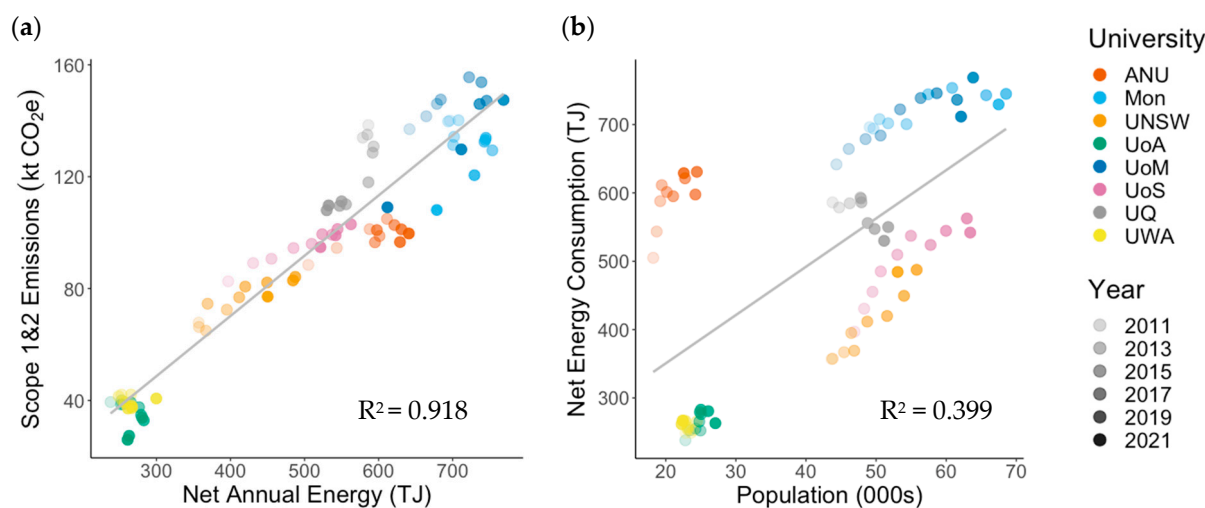 (a)
Scope 1&2 Emissions (kt CO₂e)
160
120
80
40
300 400 500 600 700
Net Annual Energy (TJ)
R² = 0.918
(b)
Net Energy Consumption (TJ)
700
600
500
400
300
20 30 40 50 60 70
Population (000s)
R² = 0.399
University
ANU
Mon
UNSW
UoA
UoM
UoS
UQ
UWA
Year
2011
2013
2015
2017
2019
2021